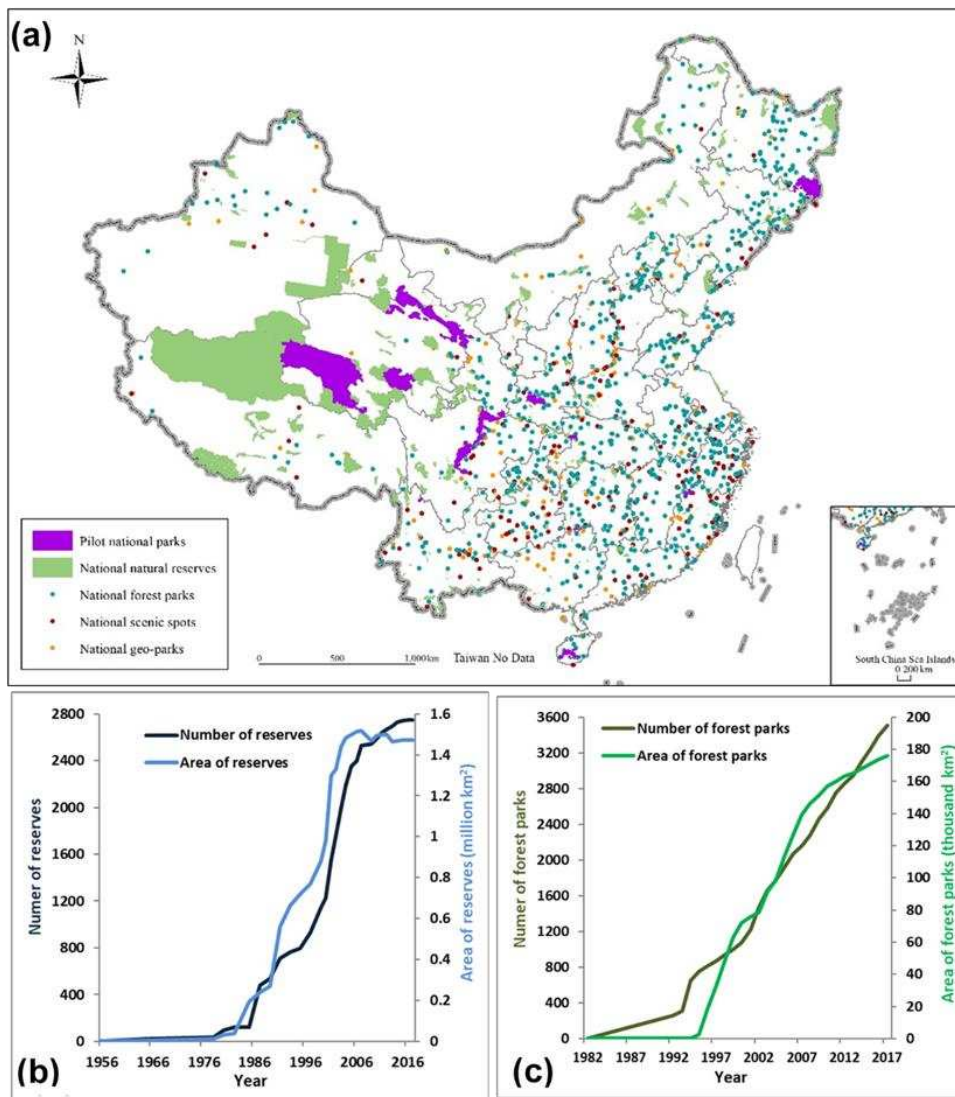 (a)
N
Pilot national parks
National natural reserves
National forest parks
National scenic spots
National geo-parks
0 500 1,000km
Taiwan No Data
South China Sea Islands
0 200 km
2800
2400
2000
1600
1200
800
400
0
Numer of reserves
Number of reserves
Area of reserves
1.6
1.4
1.2
1
0.8
0.6
0.4
0.2
0
Area of reserves (million km²)
1956 1966 1976 1986 1996 2006 2016
Year
(b)
3600
3200
2800
2400
2000
1600
1200
800
400
0
Number of forest parks
Number of forest parks
Area of forest parks
200
180
160
140
120
100
80
60
40
20
0
Area of forest parks (thousand km²)
1982 1987 1992 1997 2002 2007 2012 2017
Year
(c)